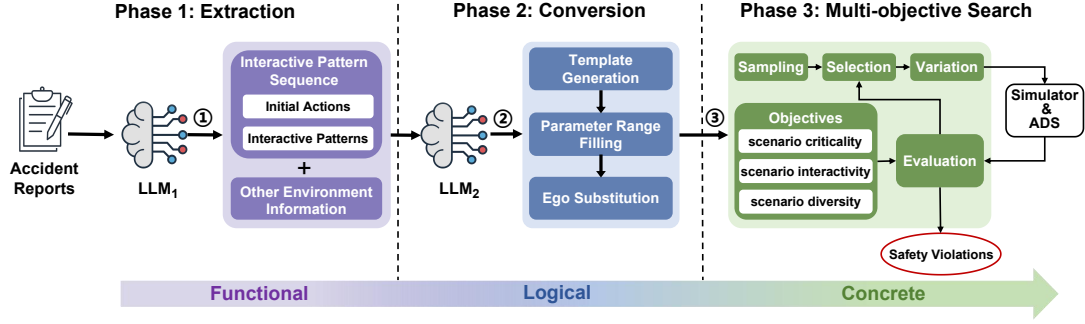 Phase 1: Extraction
Phase 2: Conversion
Phase 3: Multi-objective Search
Accident
Reports
LLM₁
①
Interactive Pattern
Sequence
Initial Actions
Interactive Patterns
+
Other Environment
Information
LLM₂
②
Template
Generation
Parameter Range
Filling
Ego Substitution
③
Sampling
Selection
Variation
Objectives
scenario criticality
scenario interactivity
scenario diversity
Evaluation
Simulator
&
ADS
Safety Violations
Functional
Logical
Concrete